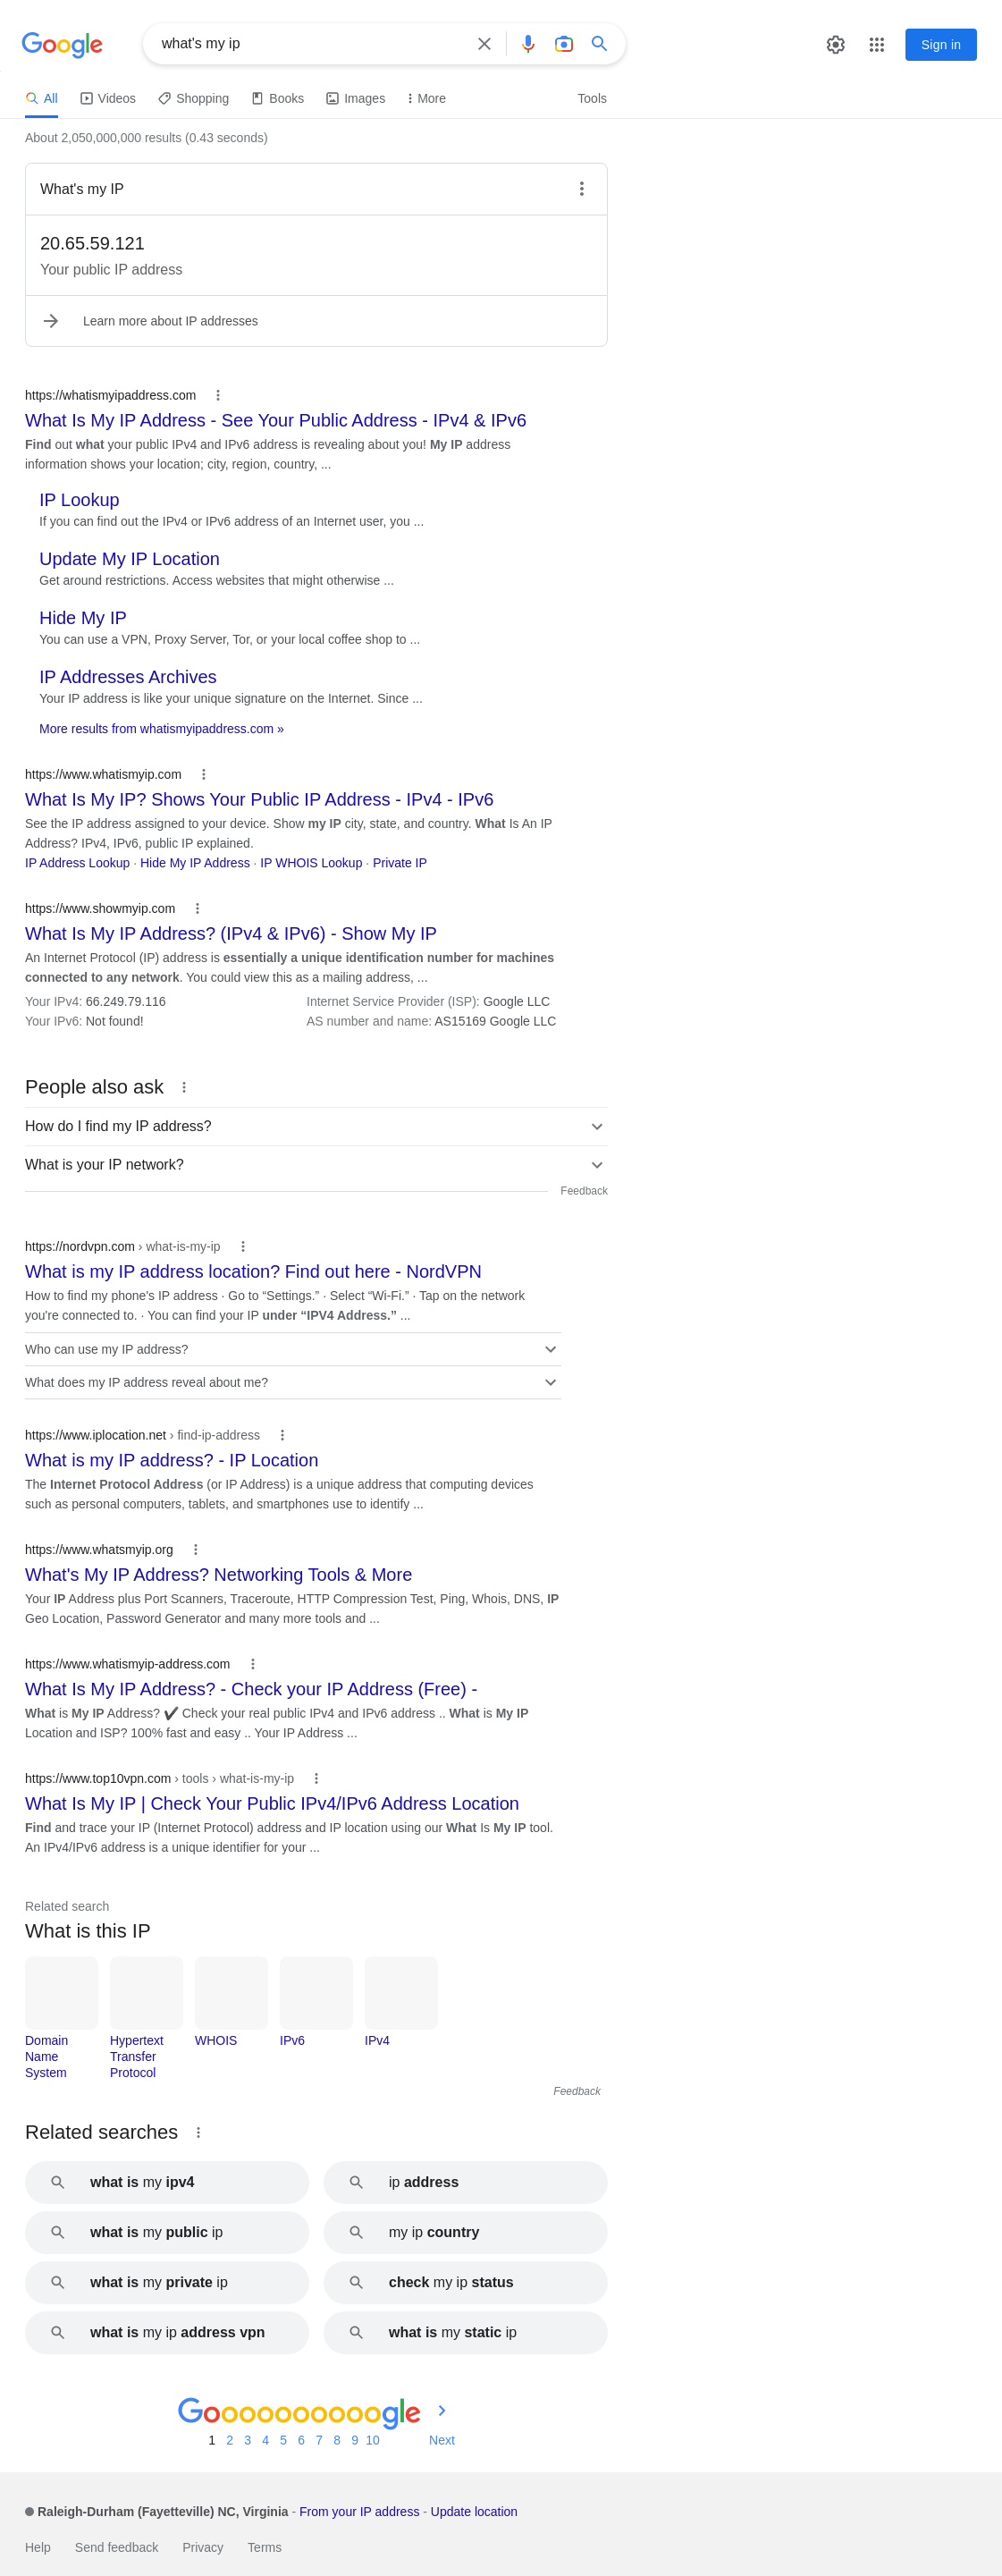 Google
what's my ip
Sign in
All Videos Shopping Books Images More Tools
About 2,050,000,000 results (0.43 seconds)
What's my IP
20.65.59.121
Your public IP address
Learn more about IP addresses
https://whatismyipaddress.com
What Is My IP Address - See Your Public Address - IPv4 & IPv6
Find out what your public IPv4 and IPv6 address is revealing about you! My IP address
information shows your location; city, region, country, ...
IP Lookup
If you can find out the IPv4 or IPv6 address of an Internet user, you ...
Update My IP Location
Get around restrictions. Access websites that might otherwise ...
Hide My IP
You can use a VPN, Proxy Server, Tor, or your local coffee shop to ...
IP Addresses Archives
Your IP address is like your unique signature on the Internet. Since ...
More results from whatismyipaddress.com »
https://www.whatismyip.com
What Is My IP? Shows Your Public IP Address - IPv4 - IPv6
See the IP address assigned to your device. Show my IP city, state, and country. What Is An IP
Address? IPv4, IPv6, public IP explained.
IP Address Lookup · Hide My IP Address · IP WHOIS Lookup · Private IP
https://www.showmyip.com
What Is My IP Address? (IPv4 & IPv6) - Show My IP
An Internet Protocol (IP) address is essentially a unique identification number for machines
connected to any network. You could view this as a mailing address, ...
Your IPv4: 66.249.79.116 Internet Service Provider (ISP): Google LLC
Your IPv6: Not found! AS number and name: AS15169 Google LLC
People also ask
How do I find my IP address?
What is your IP network?
Feedback
https://nordvpn.com › what-is-my-ip
What is my IP address location? Find out here - NordVPN
How to find my phone's IP address · Go to “Settings.” · Select “Wi-Fi.” · Tap on the network
you're connected to. · You can find your IP under “IPV4 Address.” ...
Who can use my IP address?
What does my IP address reveal about me?
https://www.iplocation.net › find-ip-address
What is my IP address? - IP Location
The Internet Protocol Address (or IP Address) is a unique address that computing devices
such as personal computers, tablets, and smartphones use to identify ...
https://www.whatsmyip.org
What's My IP Address? Networking Tools & More
Your IP Address plus Port Scanners, Traceroute, HTTP Compression Test, Ping, Whois, DNS, IP
Geo Location, Password Generator and many more tools and ...
https://www.whatismyip-address.com
What Is My IP Address? - Check your IP Address (Free) -
What is My IP Address? ✔️ Check your real public IPv4 and IPv6 address .. What is My IP
Location and ISP? 100% fast and easy .. Your IP Address ...
https://www.top10vpn.com › tools › what-is-my-ip
What Is My IP | Check Your Public IPv4/IPv6 Address Location
Find and trace your IP (Internet Protocol) address and IP location using our What Is My IP tool.
An IPv4/IPv6 address is a unique identifier for your ...
Related search
What is this IP
Domain Hypertext WHOIS IPv6 IPv4
Name Transfer
System Protocol
Feedback
Related searches
what is my ipv4 ip address
what is my public ip my ip country
what is my private ip check my ip status
what is my ip address vpn what is my static ip
Goooooooooogle
1 2 3 4 5 6 7 8 9 10 Next
Raleigh-Durham (Fayetteville) NC, Virginia - From your IP address - Update location
Help Send feedback Privacy Terms